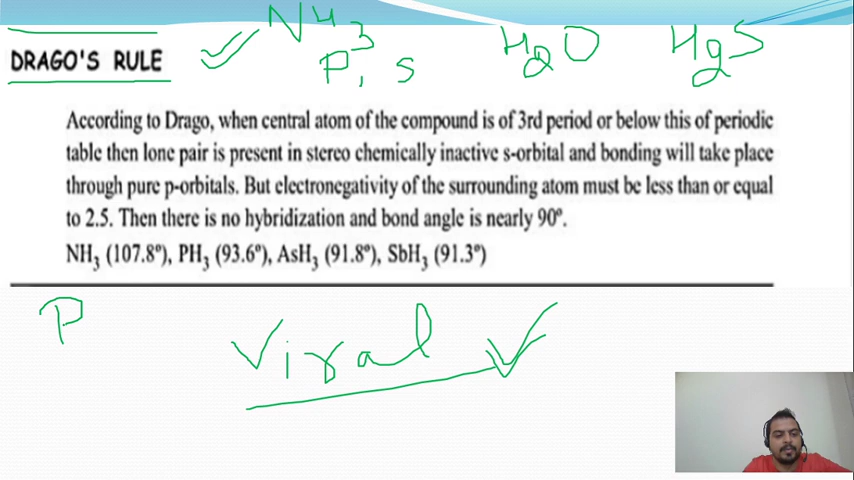 NH3 H2O HgS
DRAGO'S RULE
P, S
According to Drago, when central atom of the compound is of 3rd period or below this of periodic
table then lone pair is present in stereo chemically inactive s-orbital and bonding will take place
through pure p-orbitals. But electronegativity of the surrounding atom must be less than or equal
to 2.5. Then there is no hybridization and bond angle is nearly 90º.
NH₃ (107.8º), PH₃ (93.6º), AsH₃ (91.8º), SbH₃ (91.3º)
P
Viral